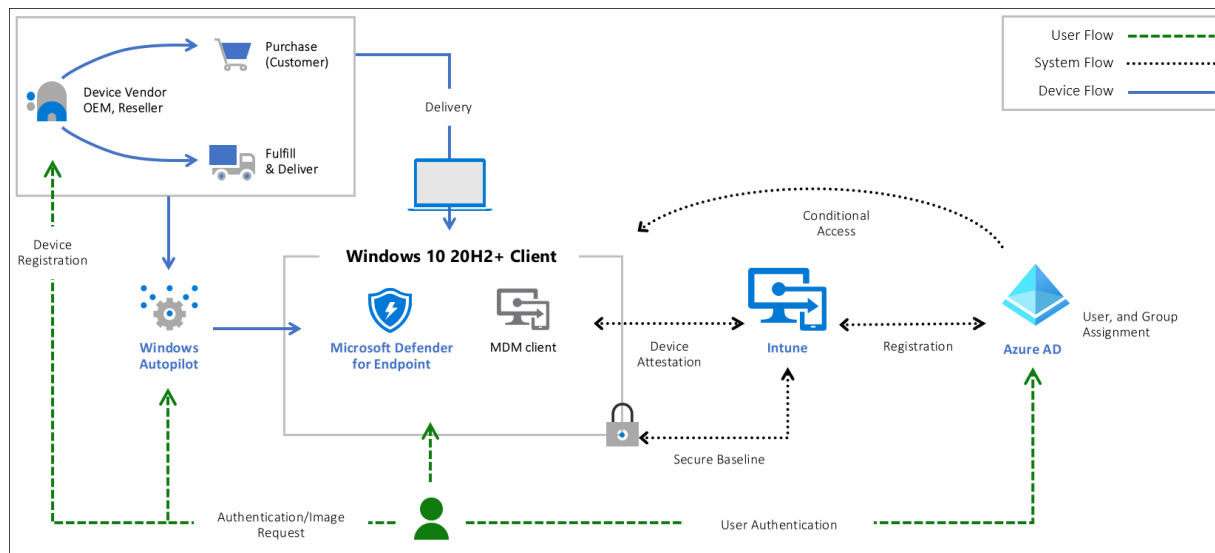 Purchase
(Customer)
Device Vendor
OEM, Reseller
Fulfill
& Deliver
Delivery
User Flow
System Flow
Device Flow
Device
Registration
Conditional
Access
Windows 10 20H2+ Client
Windows
Autopilot
Microsoft Defender
for Endpoint
MDM client
Device
Attestation
Intune
Registration
Azure AD
User, and Group
Assignment
Secure Baseline
Authentication/Image
Request
User Authentication